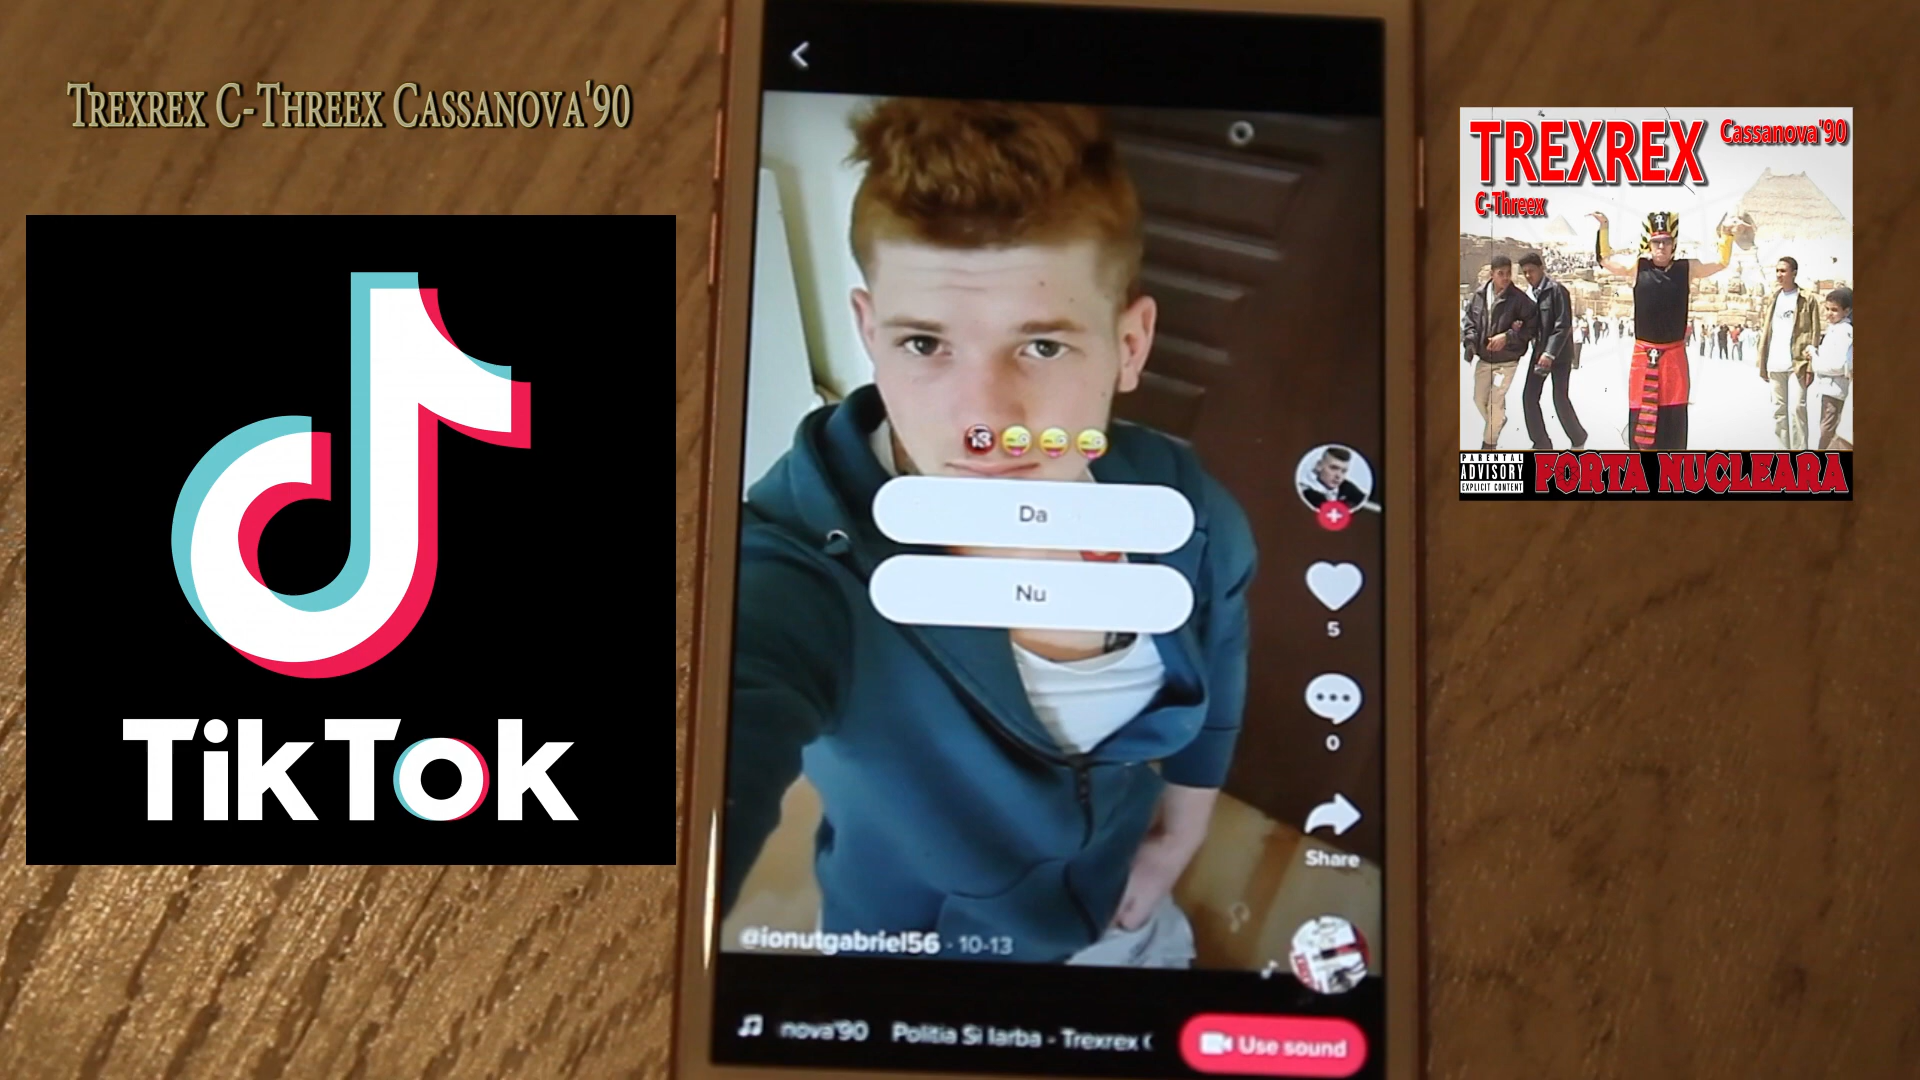 TREXREX C-THREEX CASSANOVA'90
TikTok
Da
Nu
5
0
Share
@ionutgabriel56 · 10-13
nova'90 Politia Si Iarba - Trexrex
Use sound
TREXREX
Cassanova'90
C-Threex
PARENTAL
ADVISORY
EXPLICIT CONTENT
FORTA NUCLEARA